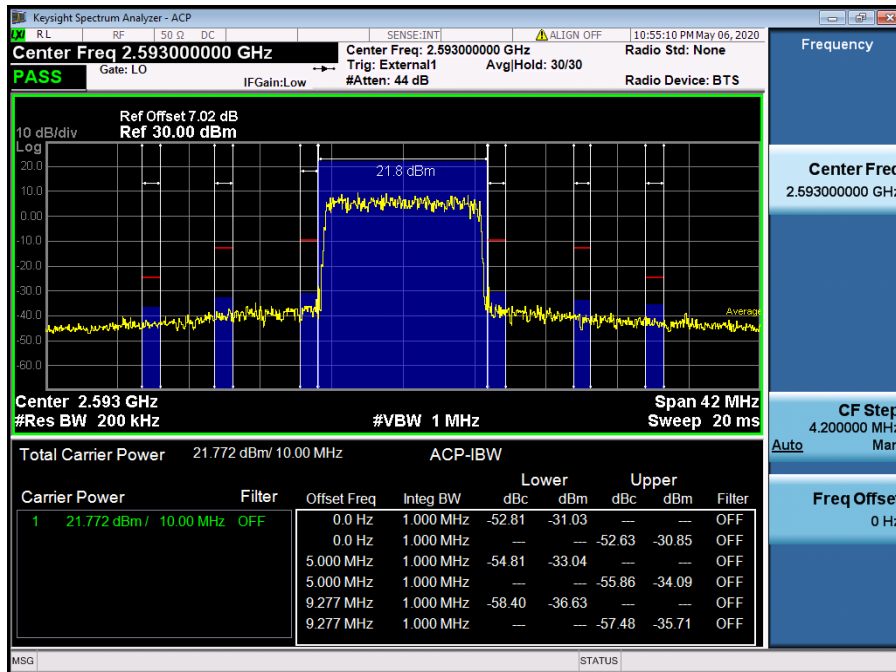 Keysight Spectrum Analyzer - ACP
LXI RL RF 50 Ω DC SENSE:INT ALIGN OFF 10:55:10 PM May 06, 2020
Center Freq 2.593000000 GHz Center Freq: 2.593000000 GHz Radio Std: None
Gate: LO Trig: External1 Avg|Hold: 30/30
PASS IFGain:Low #Atten: 44 dB Radio Device: BTS
Frequency
Ref Offset 7.02 dB
10 dB/div Ref 30.00 dBm
Log
20.0
21.8 dBm
10.0
0.00
-10.0
-20.0
-30.0
-40.0
Average
-50.0
-60.0
Center 2.593 GHz Span 42 MHz
#Res BW 200 kHz #VBW 1 MHz Sweep 20 ms
Center Freq
2.593000000 GHz
CF Step
4.200000 MHz
Auto Man
Freq Offset
0 Hz
Total Carrier Power 21.772 dBm/ 10.00 MHz ACP-IBW
Lower Upper
Carrier Power Filter Offset Freq Integ BW dBc dBm dBc dBm Filter
1 21.772 dBm / 10.00 MHz OFF 0.0 Hz 1.000 MHz -52.81 -31.03 --- --- OFF
0.0 Hz 1.000 MHz --- --- -52.63 -30.85 OFF
5.000 MHz 1.000 MHz -54.81 -33.04 --- --- OFF
5.000 MHz 1.000 MHz --- --- -55.86 -34.09 OFF
9.277 MHz 1.000 MHz -58.40 -36.63 --- --- OFF
9.277 MHz 1.000 MHz --- --- -57.48 -35.71 OFF
MSG STATUS